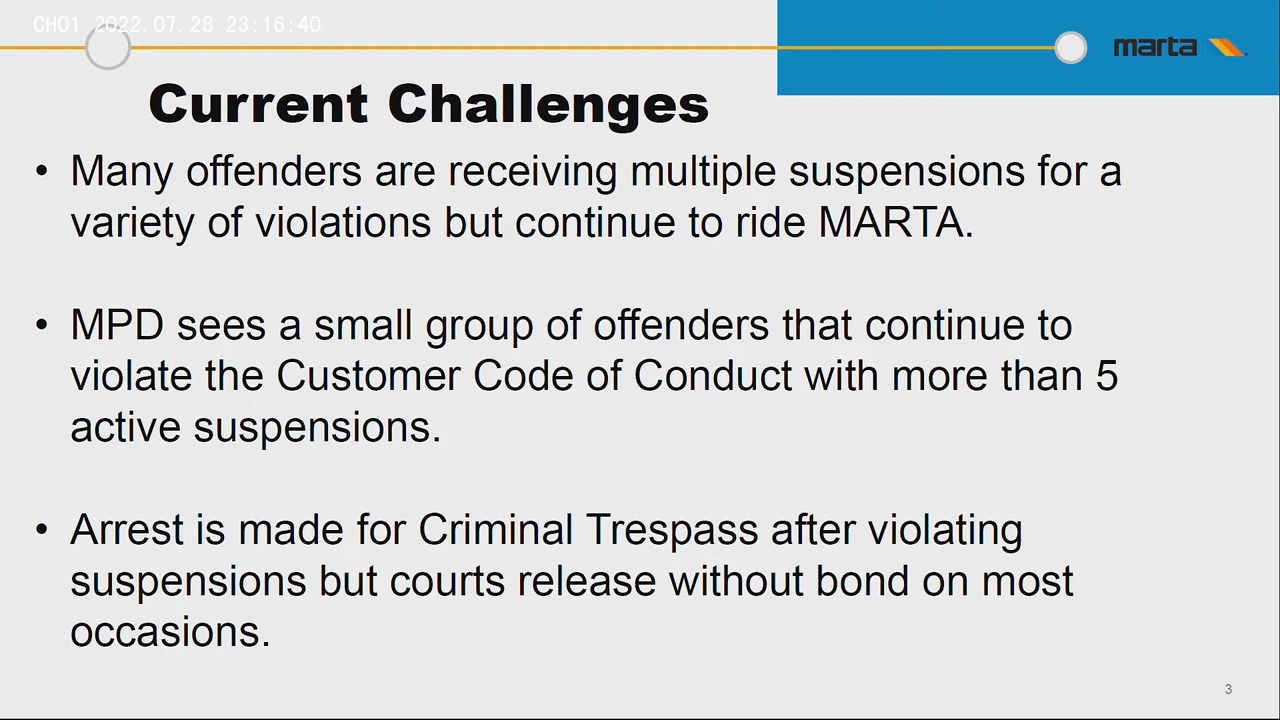 CH01 2022.07.28 23:16:40
marta
Current Challenges
• Many offenders are receiving multiple suspensions for a
variety of violations but continue to ride MARTA.
• MPD sees a small group of offenders that continue to
violate the Customer Code of Conduct with more than 5
active suspensions.
• Arrest is made for Criminal Trespass after violating
suspensions but courts release without bond on most
occasions.
3